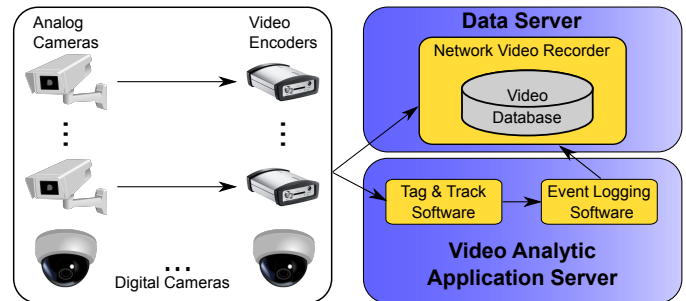 Analog
Cameras
Video
Encoders
...
...
...
Digital Cameras
Data Server
Network Video Recorder
Video
Database
Tag & Track
Software
Event Logging
Software
Video Analytic
Application Server